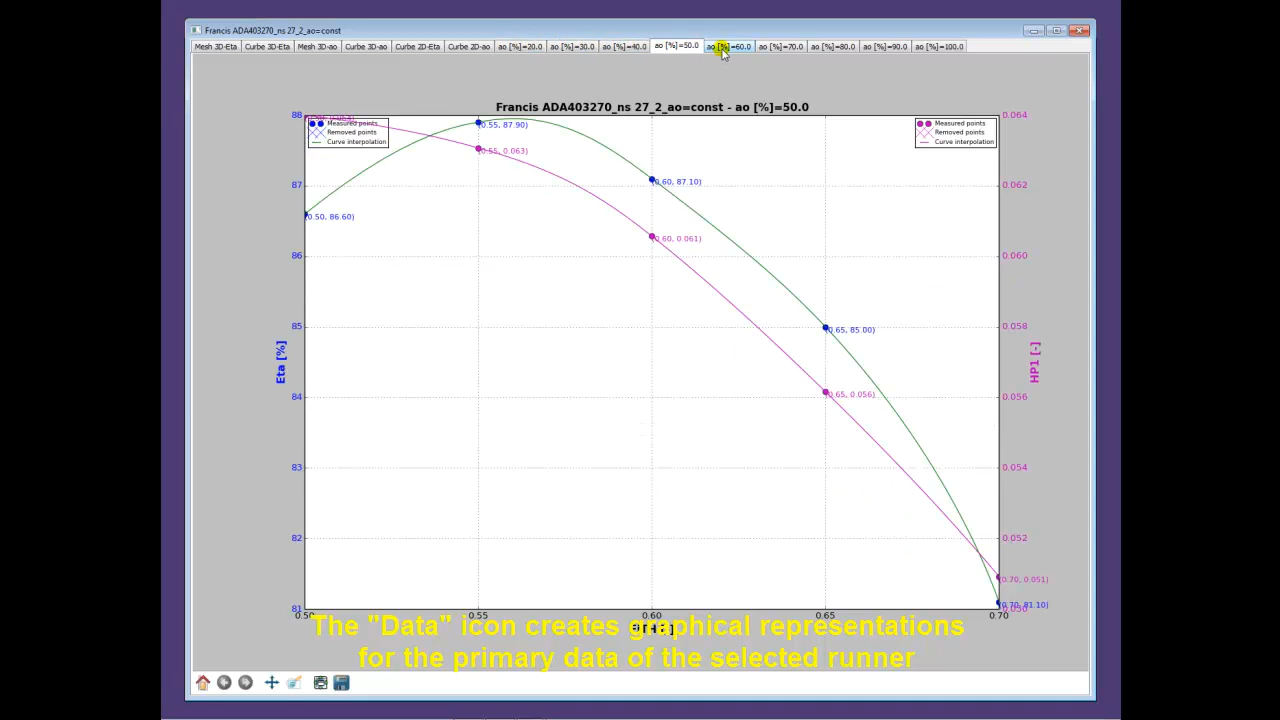 Francis ADA403270_ns 27_2_ao=const
Mesh 3D-Eta Curbe 3D-Eta Mesh 3D-ao Curbe 3D-ao Curbe 2D-Eta Curbe 2D-ao ao [%]=20.0 ao [%]=30.0 ao [%]=40.0 ao [%]=50.0 ao [%]=60.0 ao [%]=70.0 ao [%]=80.0 ao [%]=90.0 ao [%]=100.0
Francis ADA403270_ns 27_2_ao=const - ao [%]=50.0
88
87
86
85
84
83
82
81
Eta [%]
Measured points
Removed points
Curve interpolation
Measured points
Removed points
Curve interpolation
(0.50, 86.60)
(0.55, 87.90)
(0.55, 0.063)
(0.60, 87.10)
(0.60, 0.061)
(0.65, 85.00)
(0.65, 0.056)
(0.70, 0.051)
(0.70, 81.10)
0.064
0.062
0.060
0.058
0.056
0.054
0.052
0.050
HP1 [-]
0.50 0.55 0.60 0.65 0.70
The "Data" icon creates graphical representations
for the primary data of the selected runner